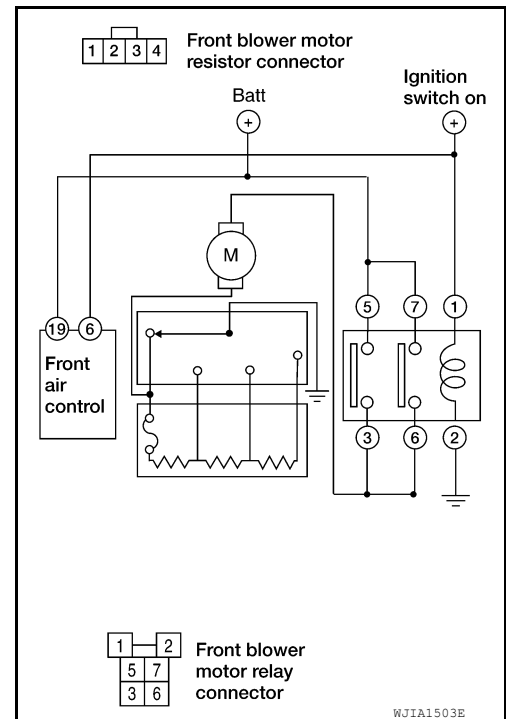 1 2 3 4
Front blower motor
resistor connector
Ignition
switch on
Batt
+
+
M
5 7 1
19 6
Front
air
control
3 6 2
1 2
5 7
3 6
Front blower
motor relay
connector
WJIA1503E